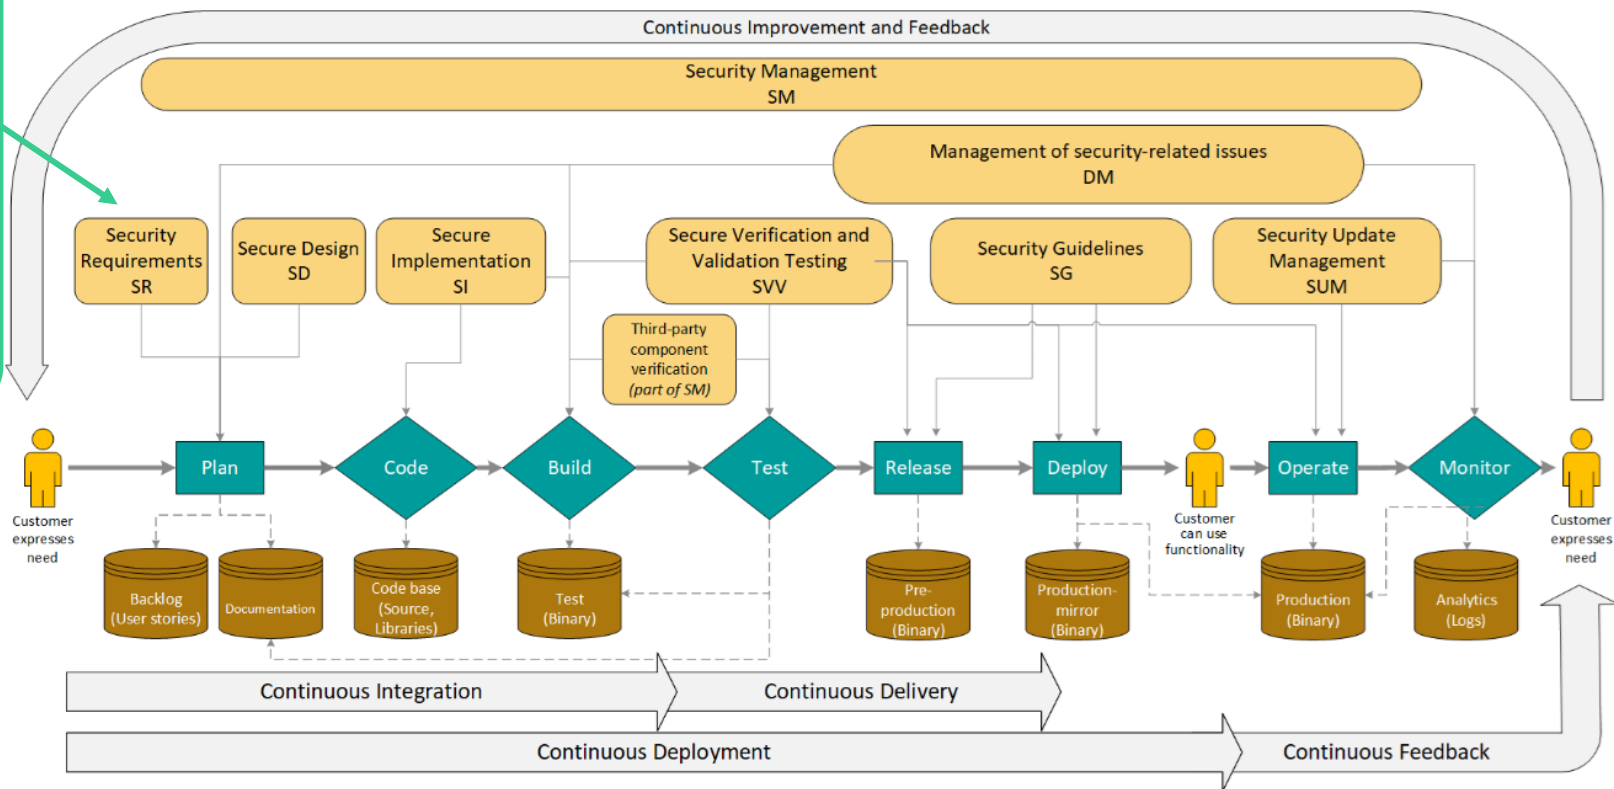 Continuous Improvement and Feedback
Security Management
SM
Management of security-related issues
DM
Security
Requirements
SR
Secure Design
SD
Secure
Implementation
SI
Secure Verification and
Validation Testing
SVV
Security Guidelines
SG
Security Update
Management
SUM
Third-party
component
verification
(part of SM)
Customer
expresses
need
Plan
Code
Build
Test
Release
Deploy
Customer
can use
functionality
Operate
Monitor
Customer
expresses
need
Backlog
(User stories)
Documentation
Code base
(Source,
Libraries)
Test
(Binary)
Pre-
production
(Binary)
Production-
mirror
(Binary)
Production
(Binary)
Analytics
(Logs)
Continuous Integration
Continuous Delivery
Continuous Deployment
Continuous Feedback